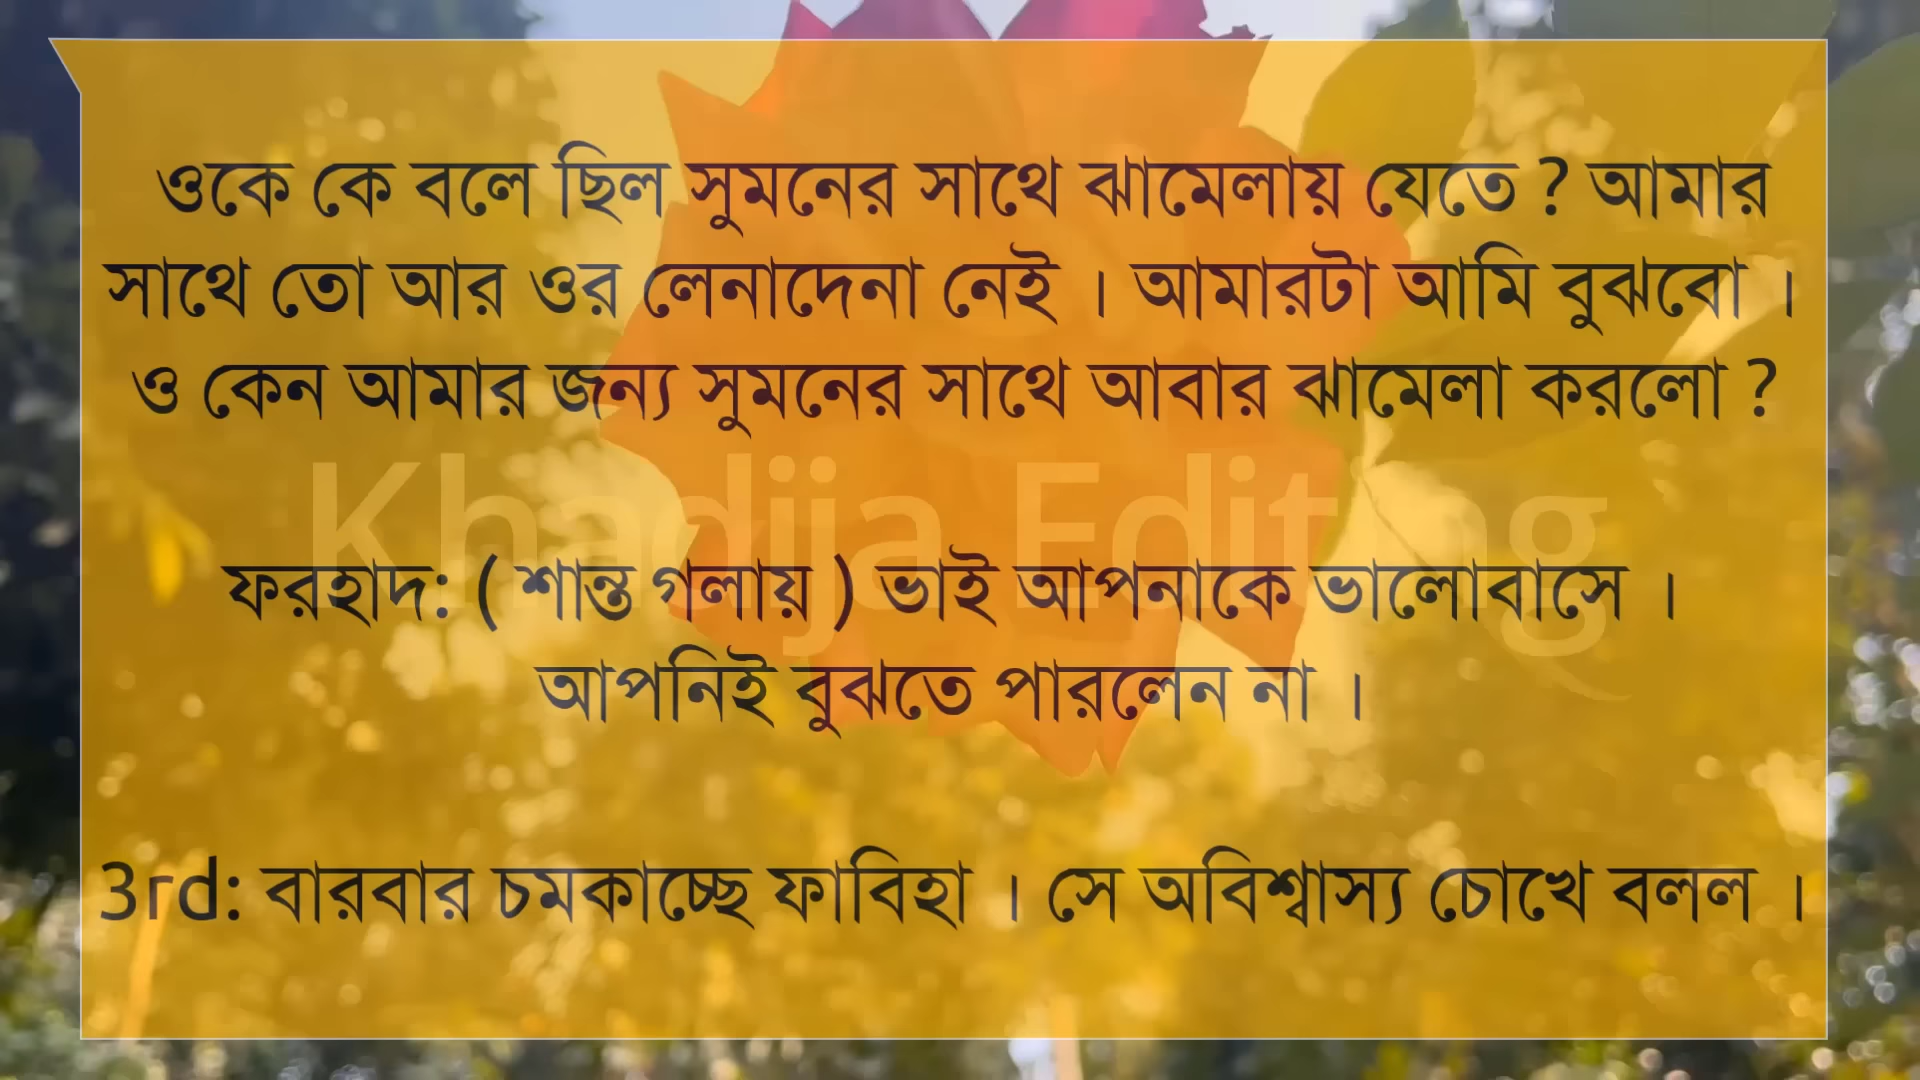 ওকে কে বলে ছিল সুমনের সাথে ঝামেলায় যেতে ? আমার
সাথে তো আর ওর লেনাদেনা নেই । আমারটা আমি বুঝবো ।
ও কেন আমার জন্য সুমনের সাথে আবার ঝামেলা করলো ?
Khadija Editing
ফরহাদ: ( শান্ত গলায় ) ভাই আপনাকে ভালোবাসে ।
আপনিই বুঝতে পারলেন না ।
3rd: বারবার চমকাচ্ছে ফাবিহা । সে অবিশ্বাস্য চোখে বলল ।